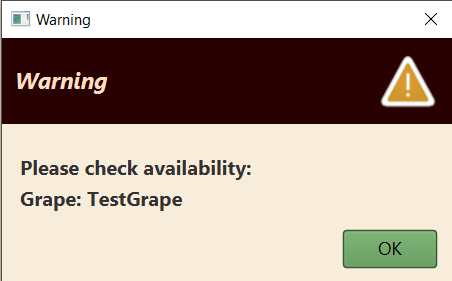 Warning
Warning
Please check availability:
Grape: TestGrape
OK